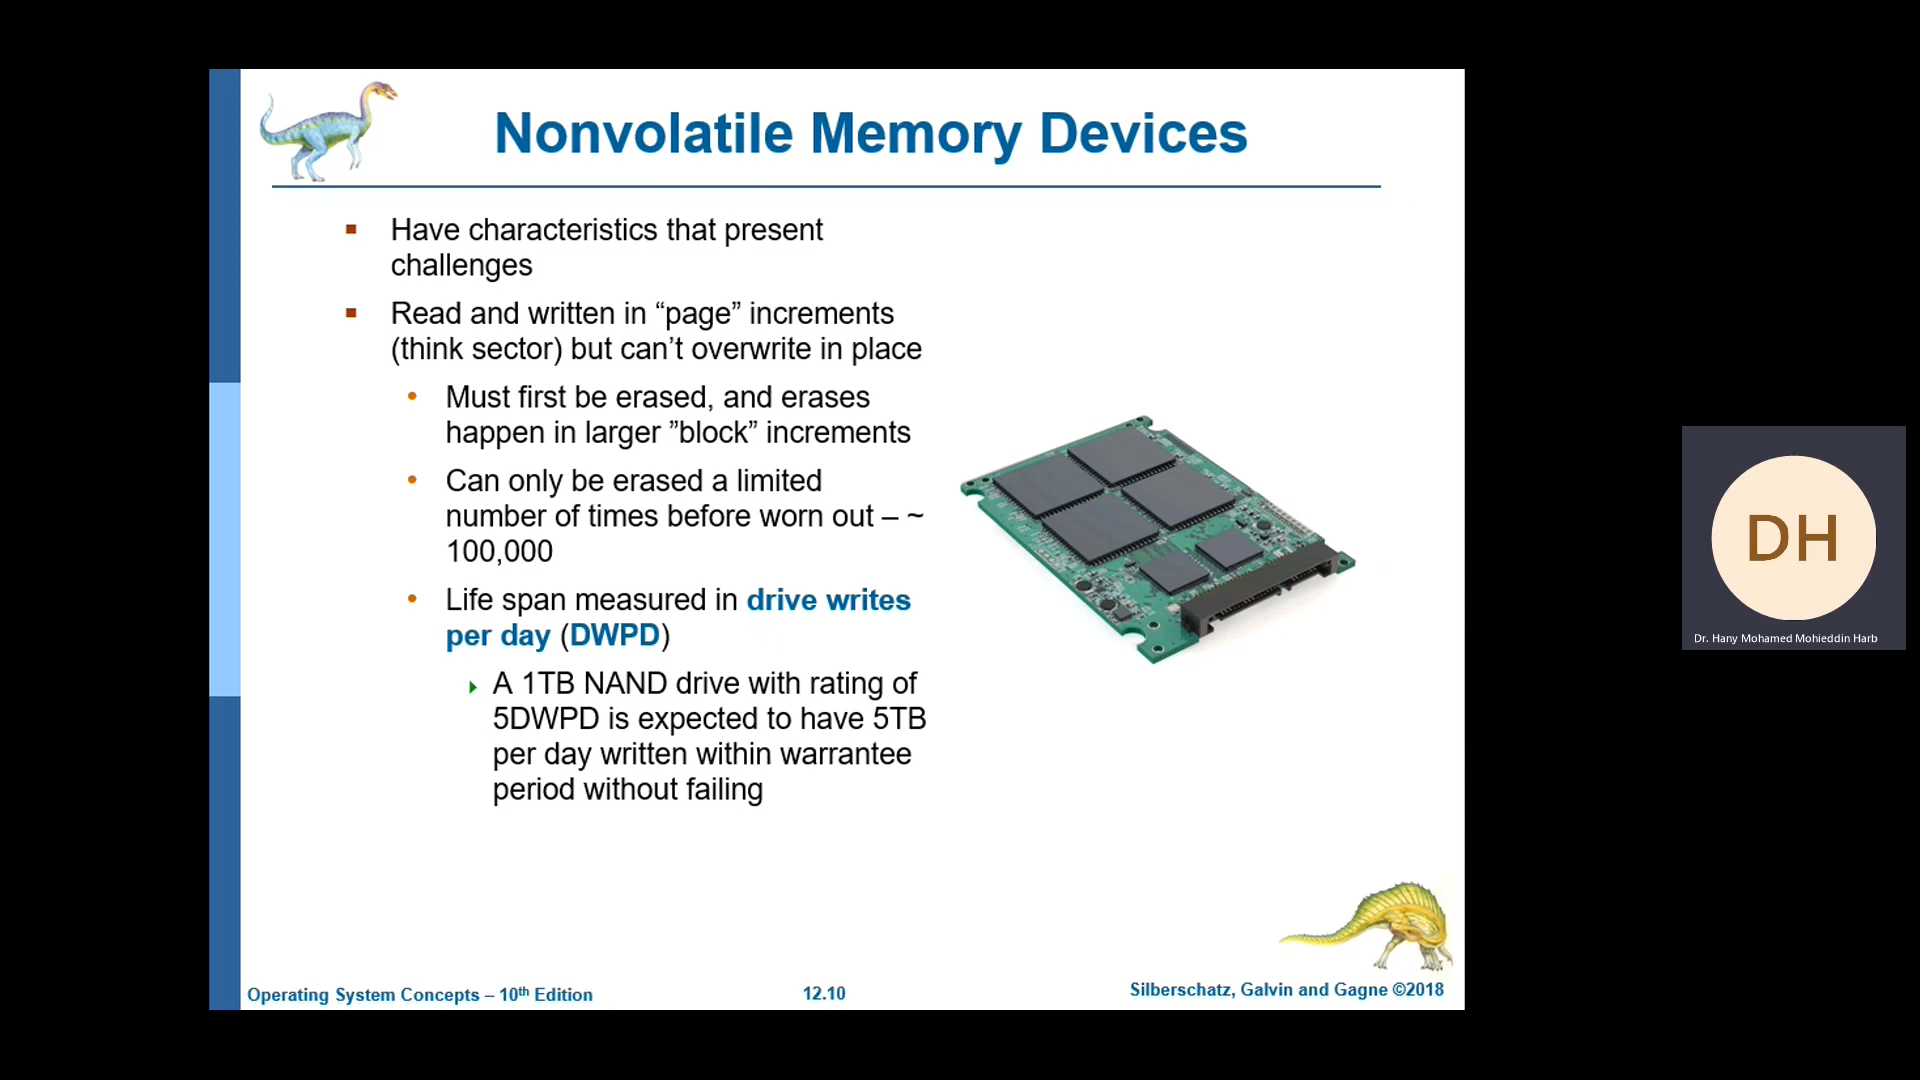 Nonvolatile Memory Devices
Have characteristics that present
challenges
Read and written in “page” increments
(think sector) but can’t overwrite in place
Must first be erased, and erases
happen in larger ”block” increments
Can only be erased a limited
number of times before worn out – ~
100,000
Life span measured in drive writes
per day (DWPD)
A 1TB NAND drive with rating of
5DWPD is expected to have 5TB
per day written within warrantee
period without failing
Operating System Concepts – 10th Edition
12.10
Silberschatz, Galvin and Gagne ©2018
DH
Dr. Hany Mohamed Mohieddin Harb